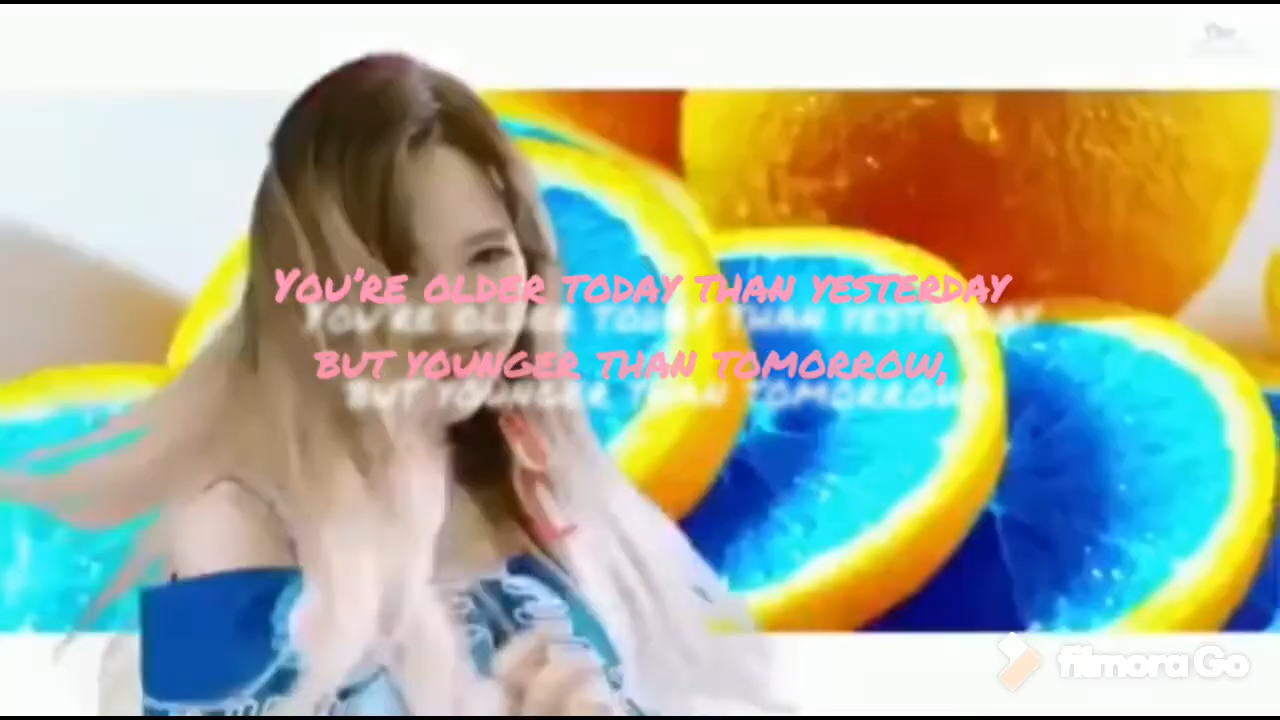 You're older today than yesterday
but younger than tomorrow,
filmora Go